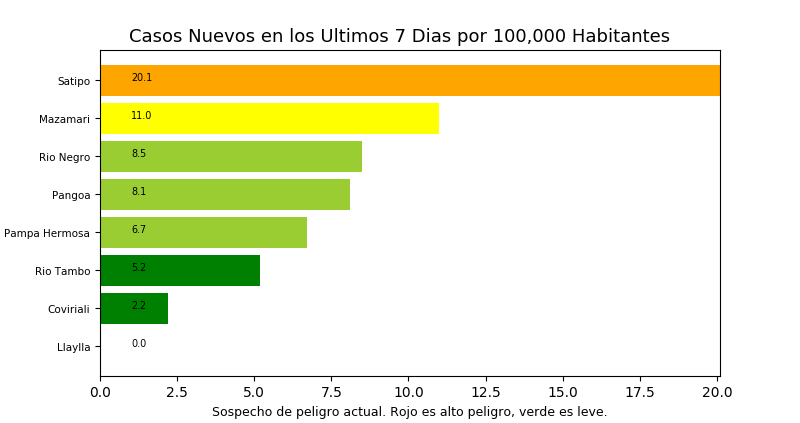 Casos Nuevos en los Ultimos 7 Dias por 100,000 Habitantes
Satipo 20.1
Mazamari 11.0
Rio Negro 8.5
Pangoa 8.1
Pampa Hermosa 6.7
Rio Tambo 5.2
Coviriali 2.2
Llaylla 0.0
0.0 2.5 5.0 7.5 10.0 12.5 15.0 17.5 20.0
Sospecho de peligro actual. Rojo es alto peligro, verde es leve.